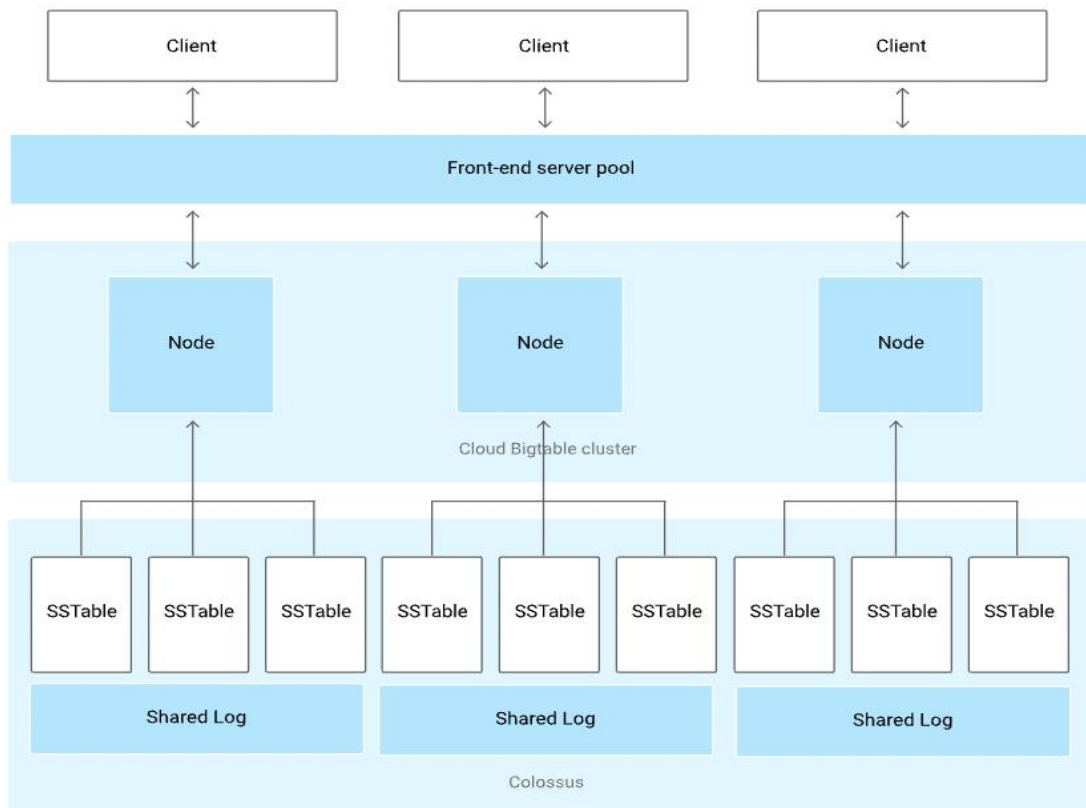 Client
Client
Client
Front-end server pool
Node
Node
Node
Cloud Bigtable cluster
SSTable
SSTable
SSTable
SSTable
SSTable
SSTable
SSTable
SSTable
SSTable
Shared Log
Shared Log
Shared Log
Colossus